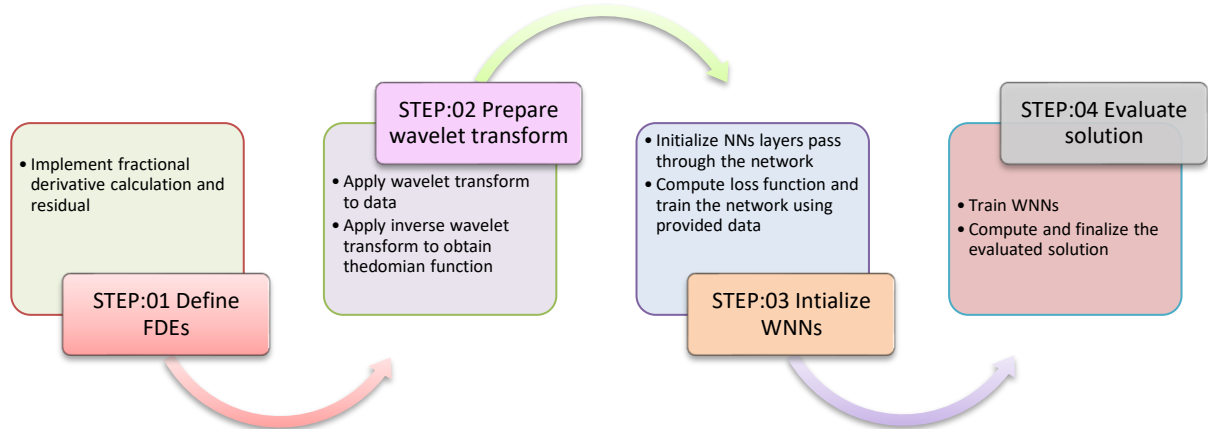 • Implement fractional
derivative calculation and
residual
STEP:01 Define
FDEs
STEP:02 Prepare
wavelet transform
• Apply wavelet transform
to data
• Apply inverse wavelet
transform to obtain
thedomian function
• Initialize NNs layers pass
through the network
• Compute loss function and
train the network using
provided data
STEP:03 Intialize
WNNs
STEP:04 Evaluate
solution
• Train WNNs
• Compute and finalize the
evaluated solution